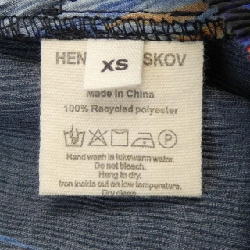 HEN SKOV
XS
Made in China
100% Recycled polyester
Hand wash in lukewarm water.
Do not bleach.
Hang to dry.
Iron inside out on low temperature.
Dry clean.